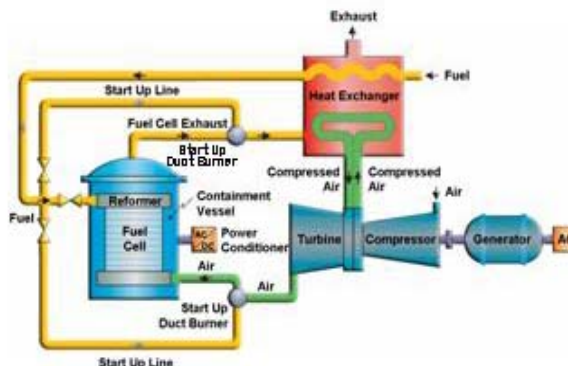 Exhaust
Start Up Line
Fuel
Heat Exchanger
Fuel Cell Exhaust
Start Up
Duct Burner
Compressed
Air
Compressed
Air
Air
Reformer
Containment
Vessel
Fuel
Fuel
Cell
AC
DC
Power
Conditioner
Turbine
Compressor
Generator
AC
Air
Air
Start Up
Duct Burner
Start Up Line